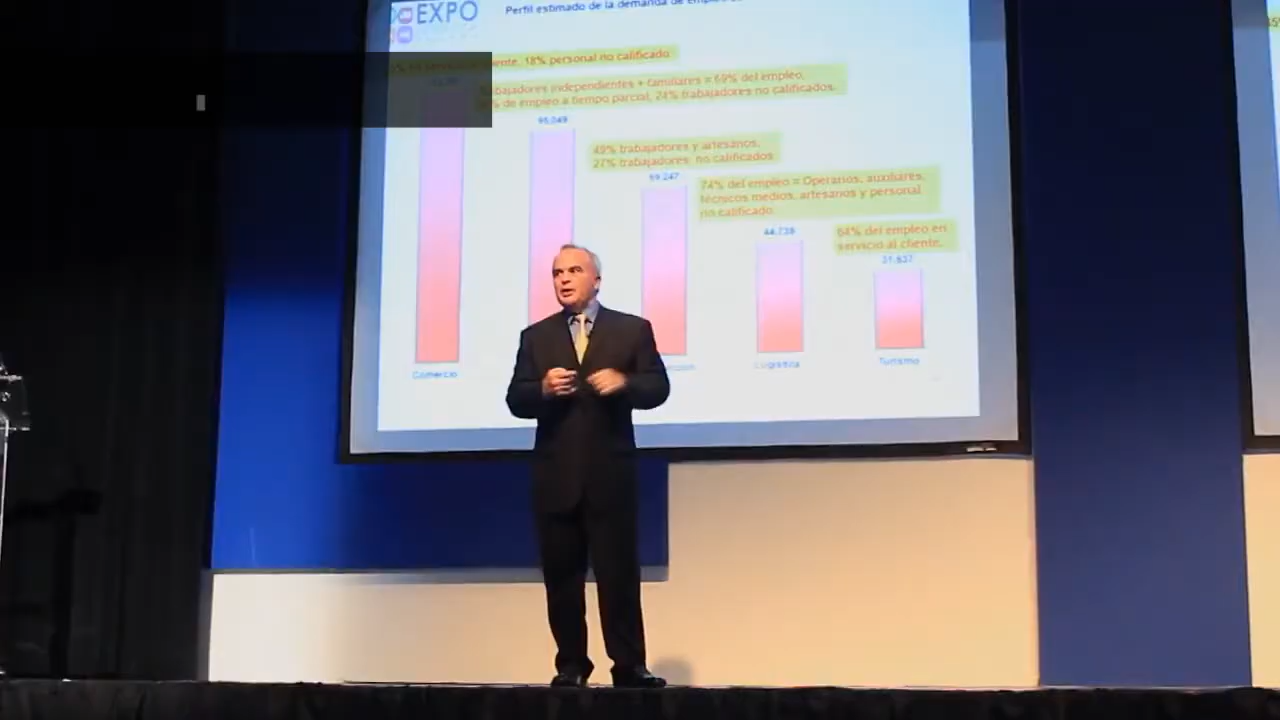 EXPO
Perfil estimado de la demanda de empleo
18% personal no calificado
independientes + familiares = 69% del empleo,
de empleo a tiempo parcial, 24% trabajadores no calificados.
95,049
49% trabajadores y artesanos,
27% trabajadores no calificados
59,247
74% del empleo = Operarios, auxiliares,
técnicos medios, artesanos y personal
no calificado
44,739
64% del empleo en
servicio al cliente.
31,637
Comercio
Logística
Turismo